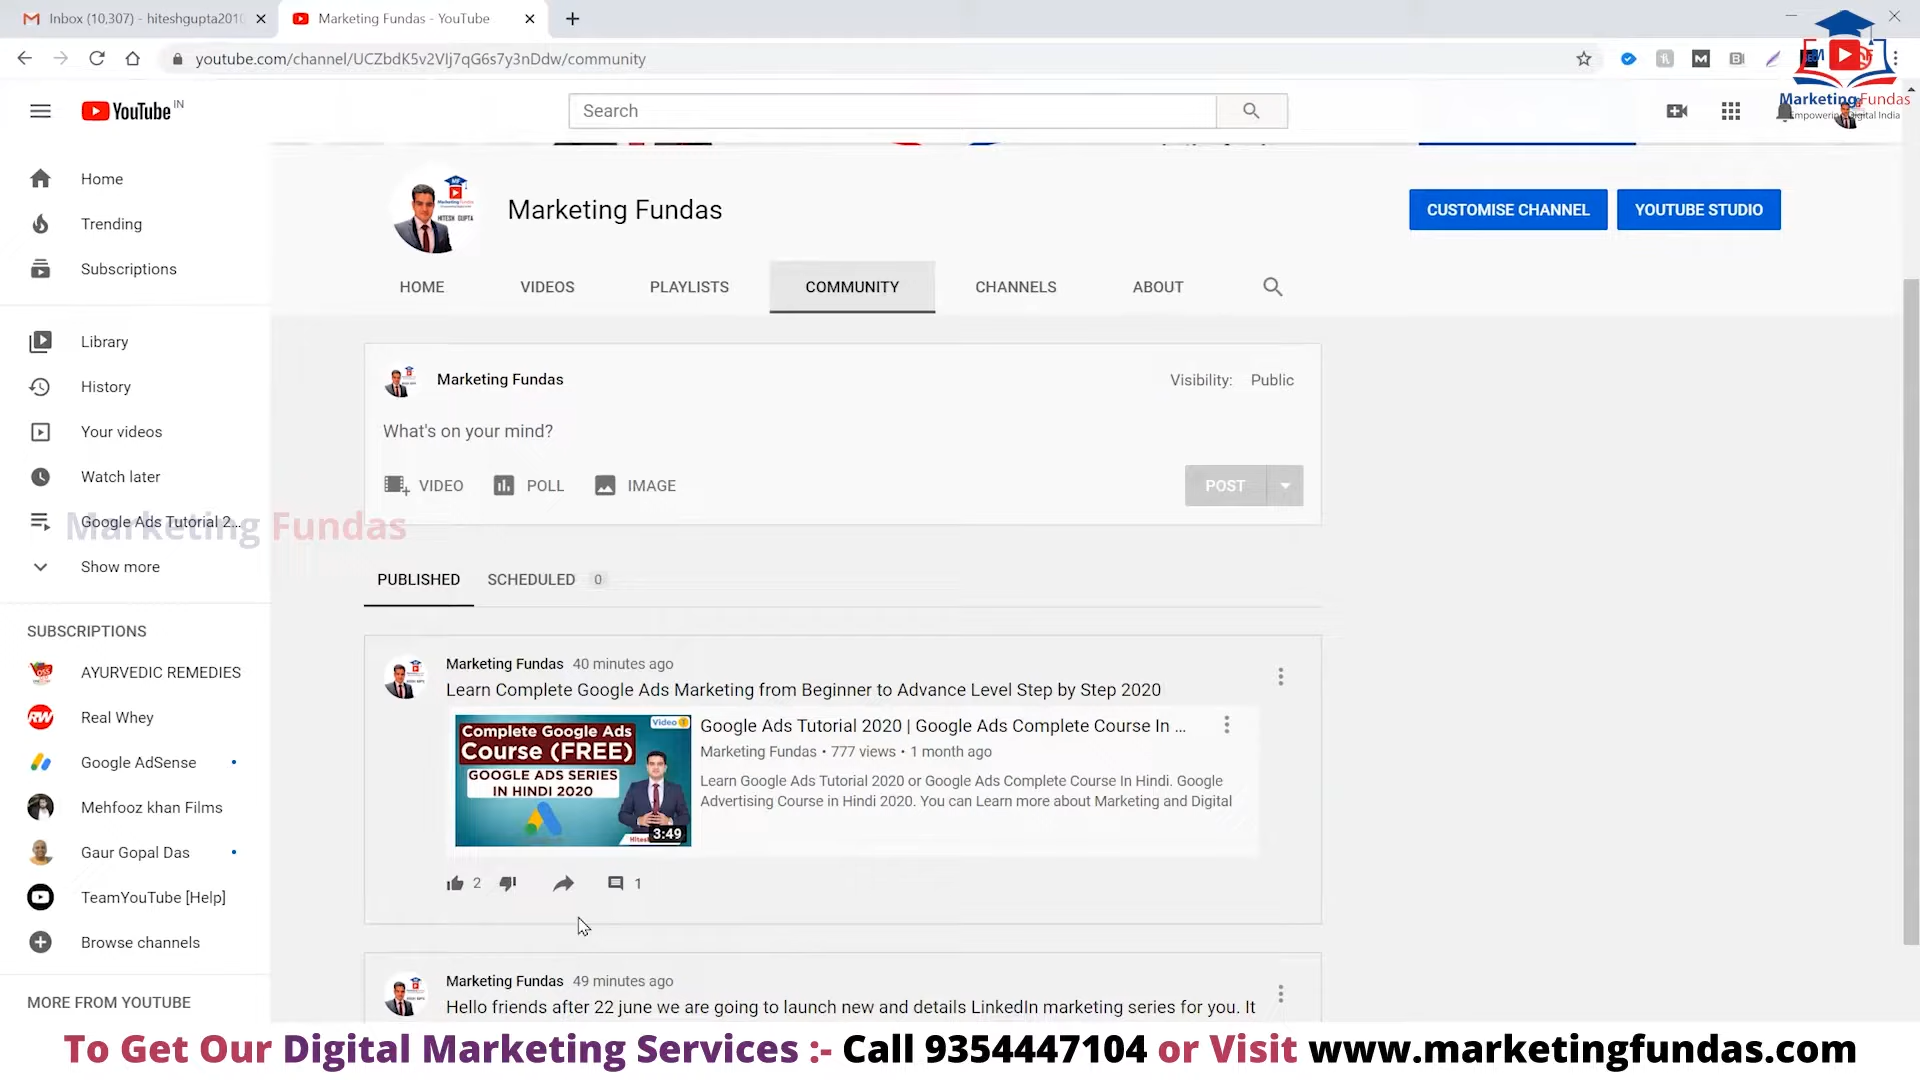 Inbox (10,307) - hiteshgupta201
Marketing Fundas - YouTube
youtube.com/channel/UCZbdK5v2VIj7qG6s7y3nDdw/community
YouTube IN
Search
Marketing Fundas
Empowering Digital India
Home
Trending
Subscriptions
Library
History
Your videos
Watch later
Google Ads Tutorial 2...
Show more
SUBSCRIPTIONS
AYURVEDIC REMEDIES
Real Whey
Google AdSense
Mehfooz khan Films
Gaur Gopal Das
TeamYouTube [Help]
Browse channels
MORE FROM YOUTUBE
Marketing Fundas
HITESH GUPTA
Marketing Fundas
CUSTOMISE CHANNEL
YOUTUBE STUDIO
HOME
VIDEOS
PLAYLISTS
COMMUNITY
CHANNELS
ABOUT
Marketing Fundas
Visibility: Public
What's on your mind?
VIDEO
POLL
IMAGE
POST
PUBLISHED
SCHEDULED 0
Marketing Fundas 40 minutes ago
Learn Complete Google Ads Marketing from Beginner to Advance Level Step by Step 2020
Video 1
Complete Google Ads
Course (FREE)
GOOGLE ADS SERIES
IN HINDI 2020
3:49
Google Ads Tutorial 2020 | Google Ads Complete Course In ...
Marketing Fundas • 777 views • 1 month ago
Learn Google Ads Tutorial 2020 or Google Ads Complete Course In Hindi. Google
Advertising Course in Hindi 2020. You can Learn more about Marketing and Digital
2
1
Marketing Fundas 49 minutes ago
Hello friends after 22 june we are going to launch new and details LinkedIn marketing series for you. It
To Get Our Digital Marketing Services :- Call 9354447104 or Visit www.marketingfundas.com